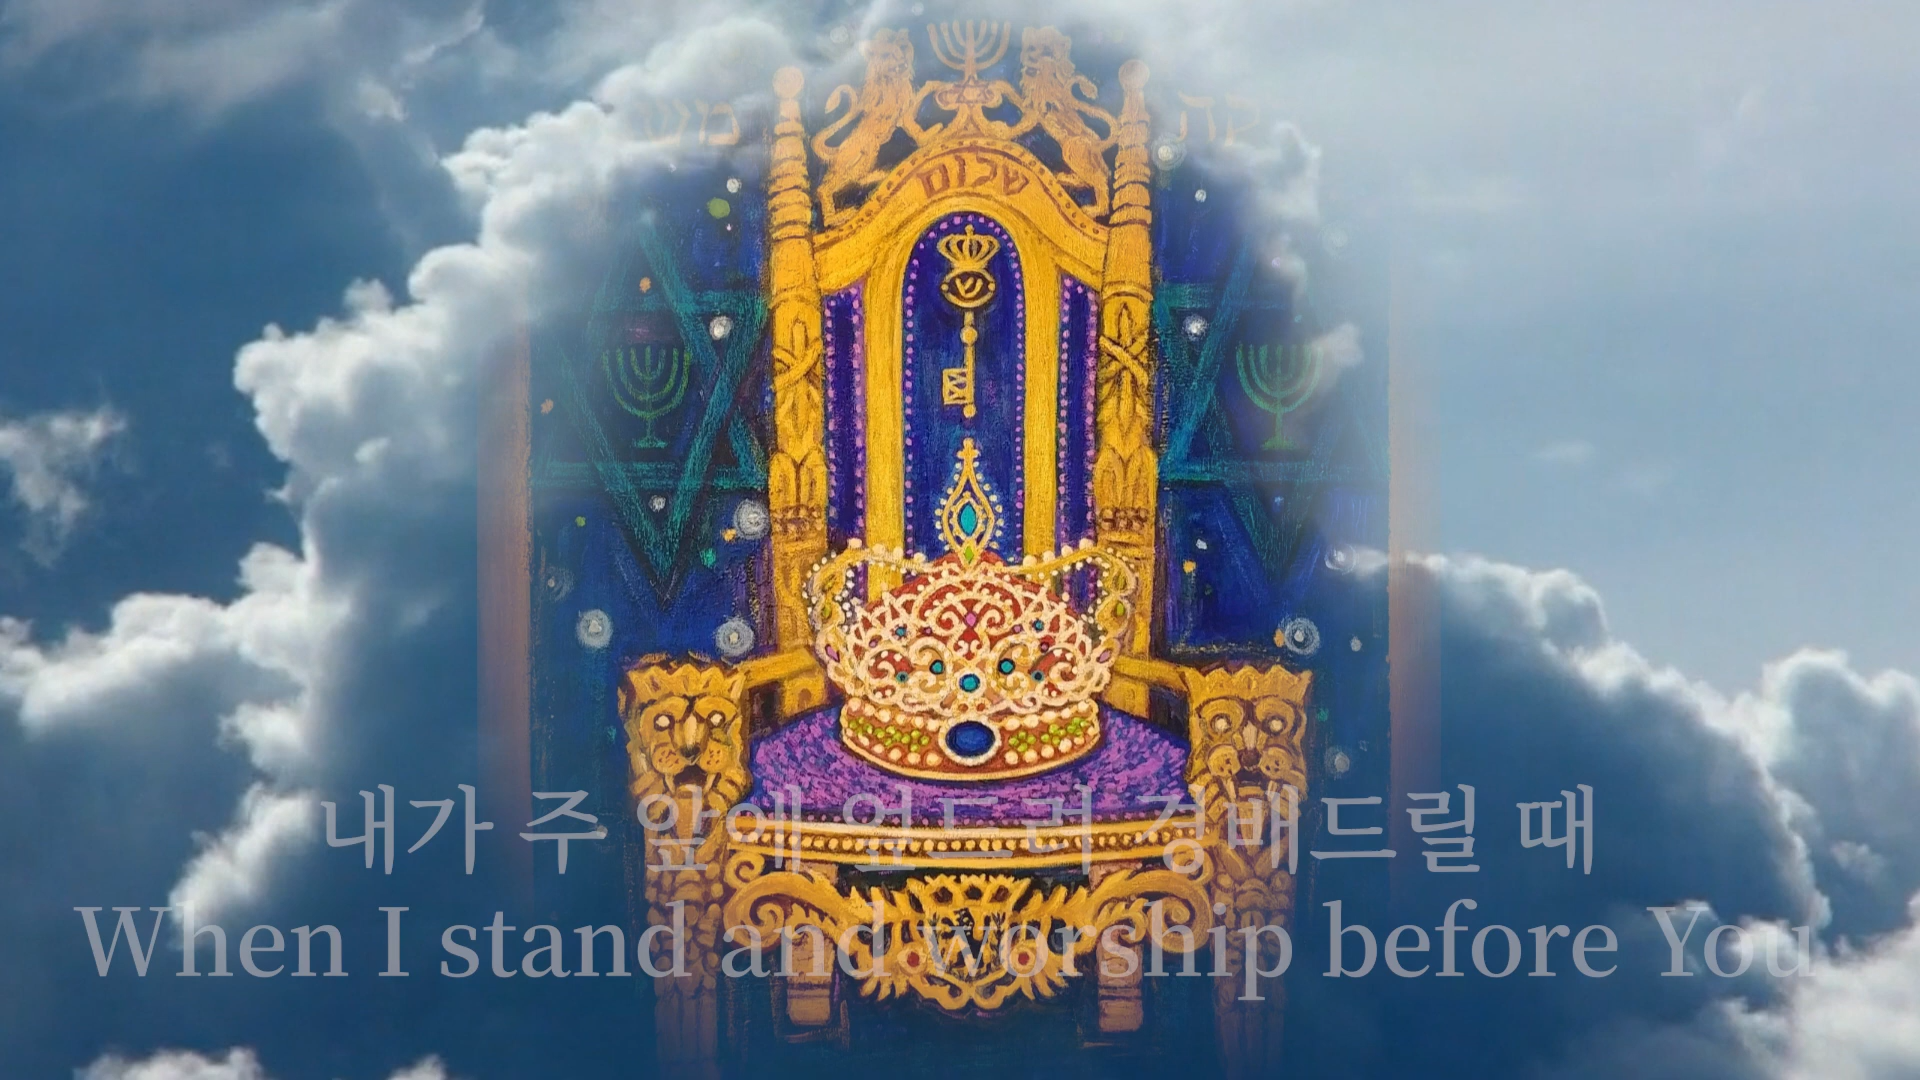 שלום
ש
내가 주 앞에 엎드려 경배드릴 때
When I stand and worship before You